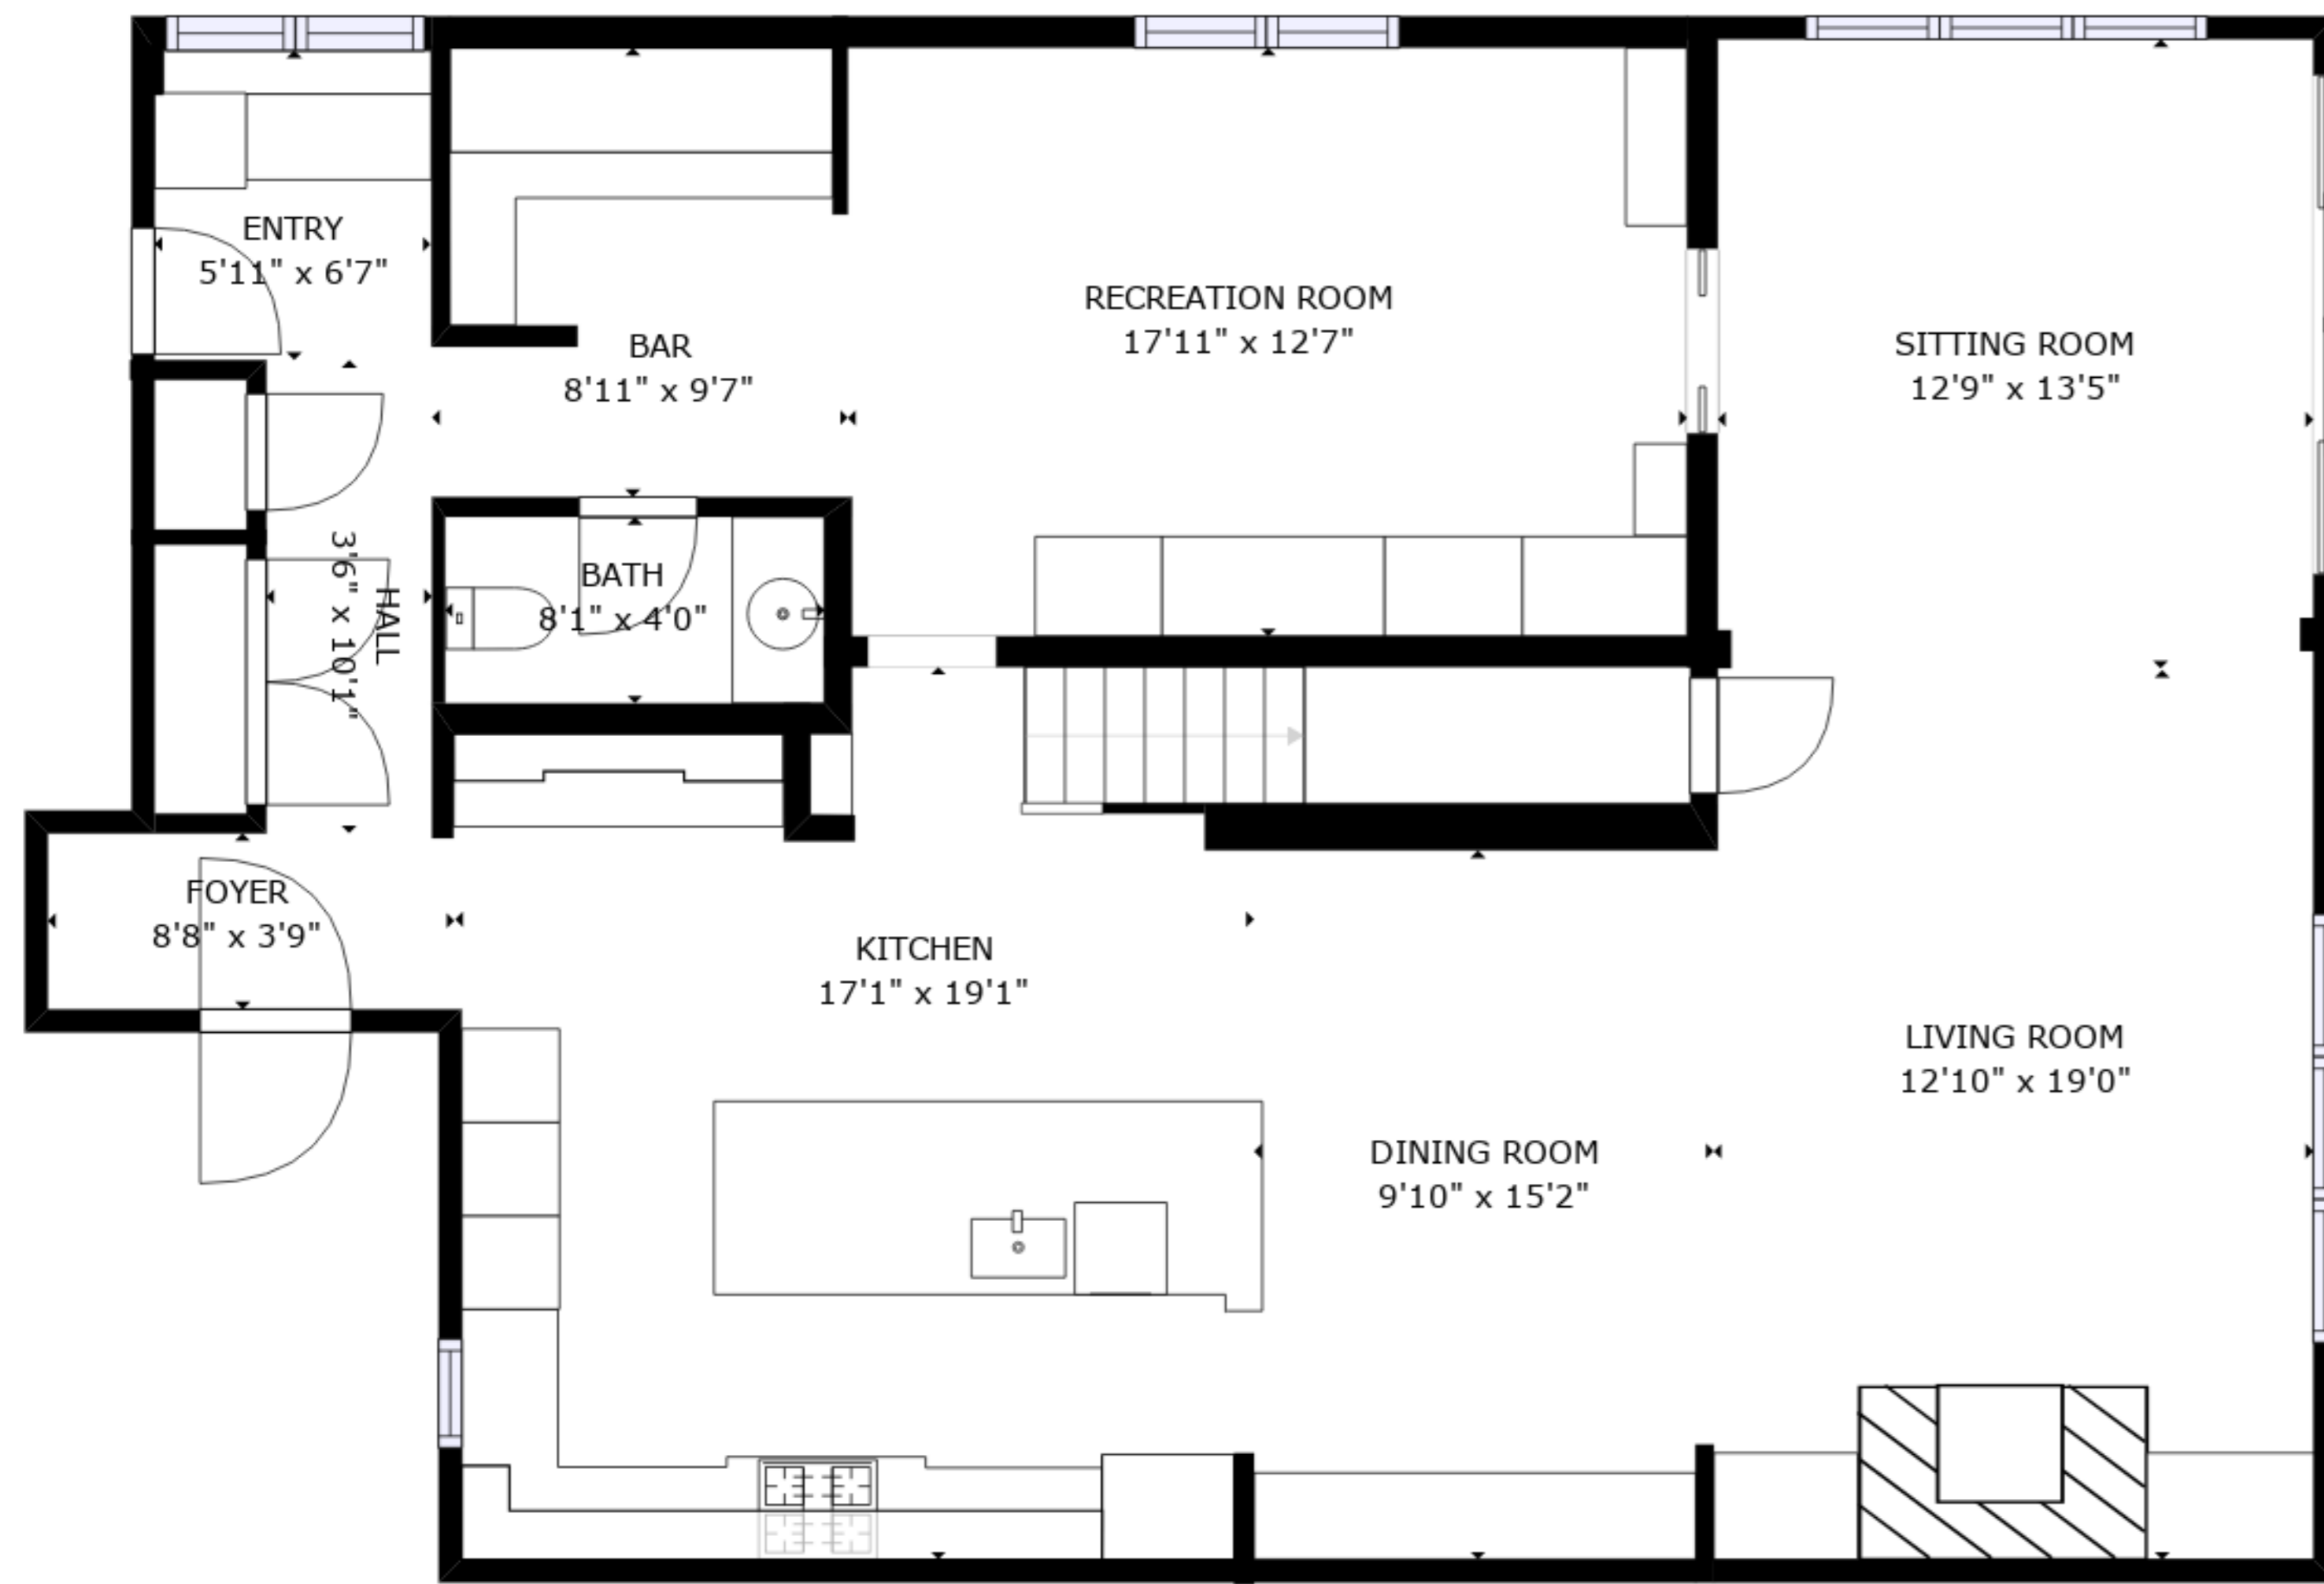 ENTRY
5'11" x 6'7"
BAR
8'11" x 9'7"
RECREATION ROOM
17'11" x 12'7"
SITTING ROOM
12'9" x 13'5"
HALL
3'6" x 10'1"
BATH
8'1" x 4'0"
FOYER
8'8" x 3'9"
KITCHEN
17'1" x 19'1"
DINING ROOM
9'10" x 15'2"
LIVING ROOM
12'10" x 19'0"